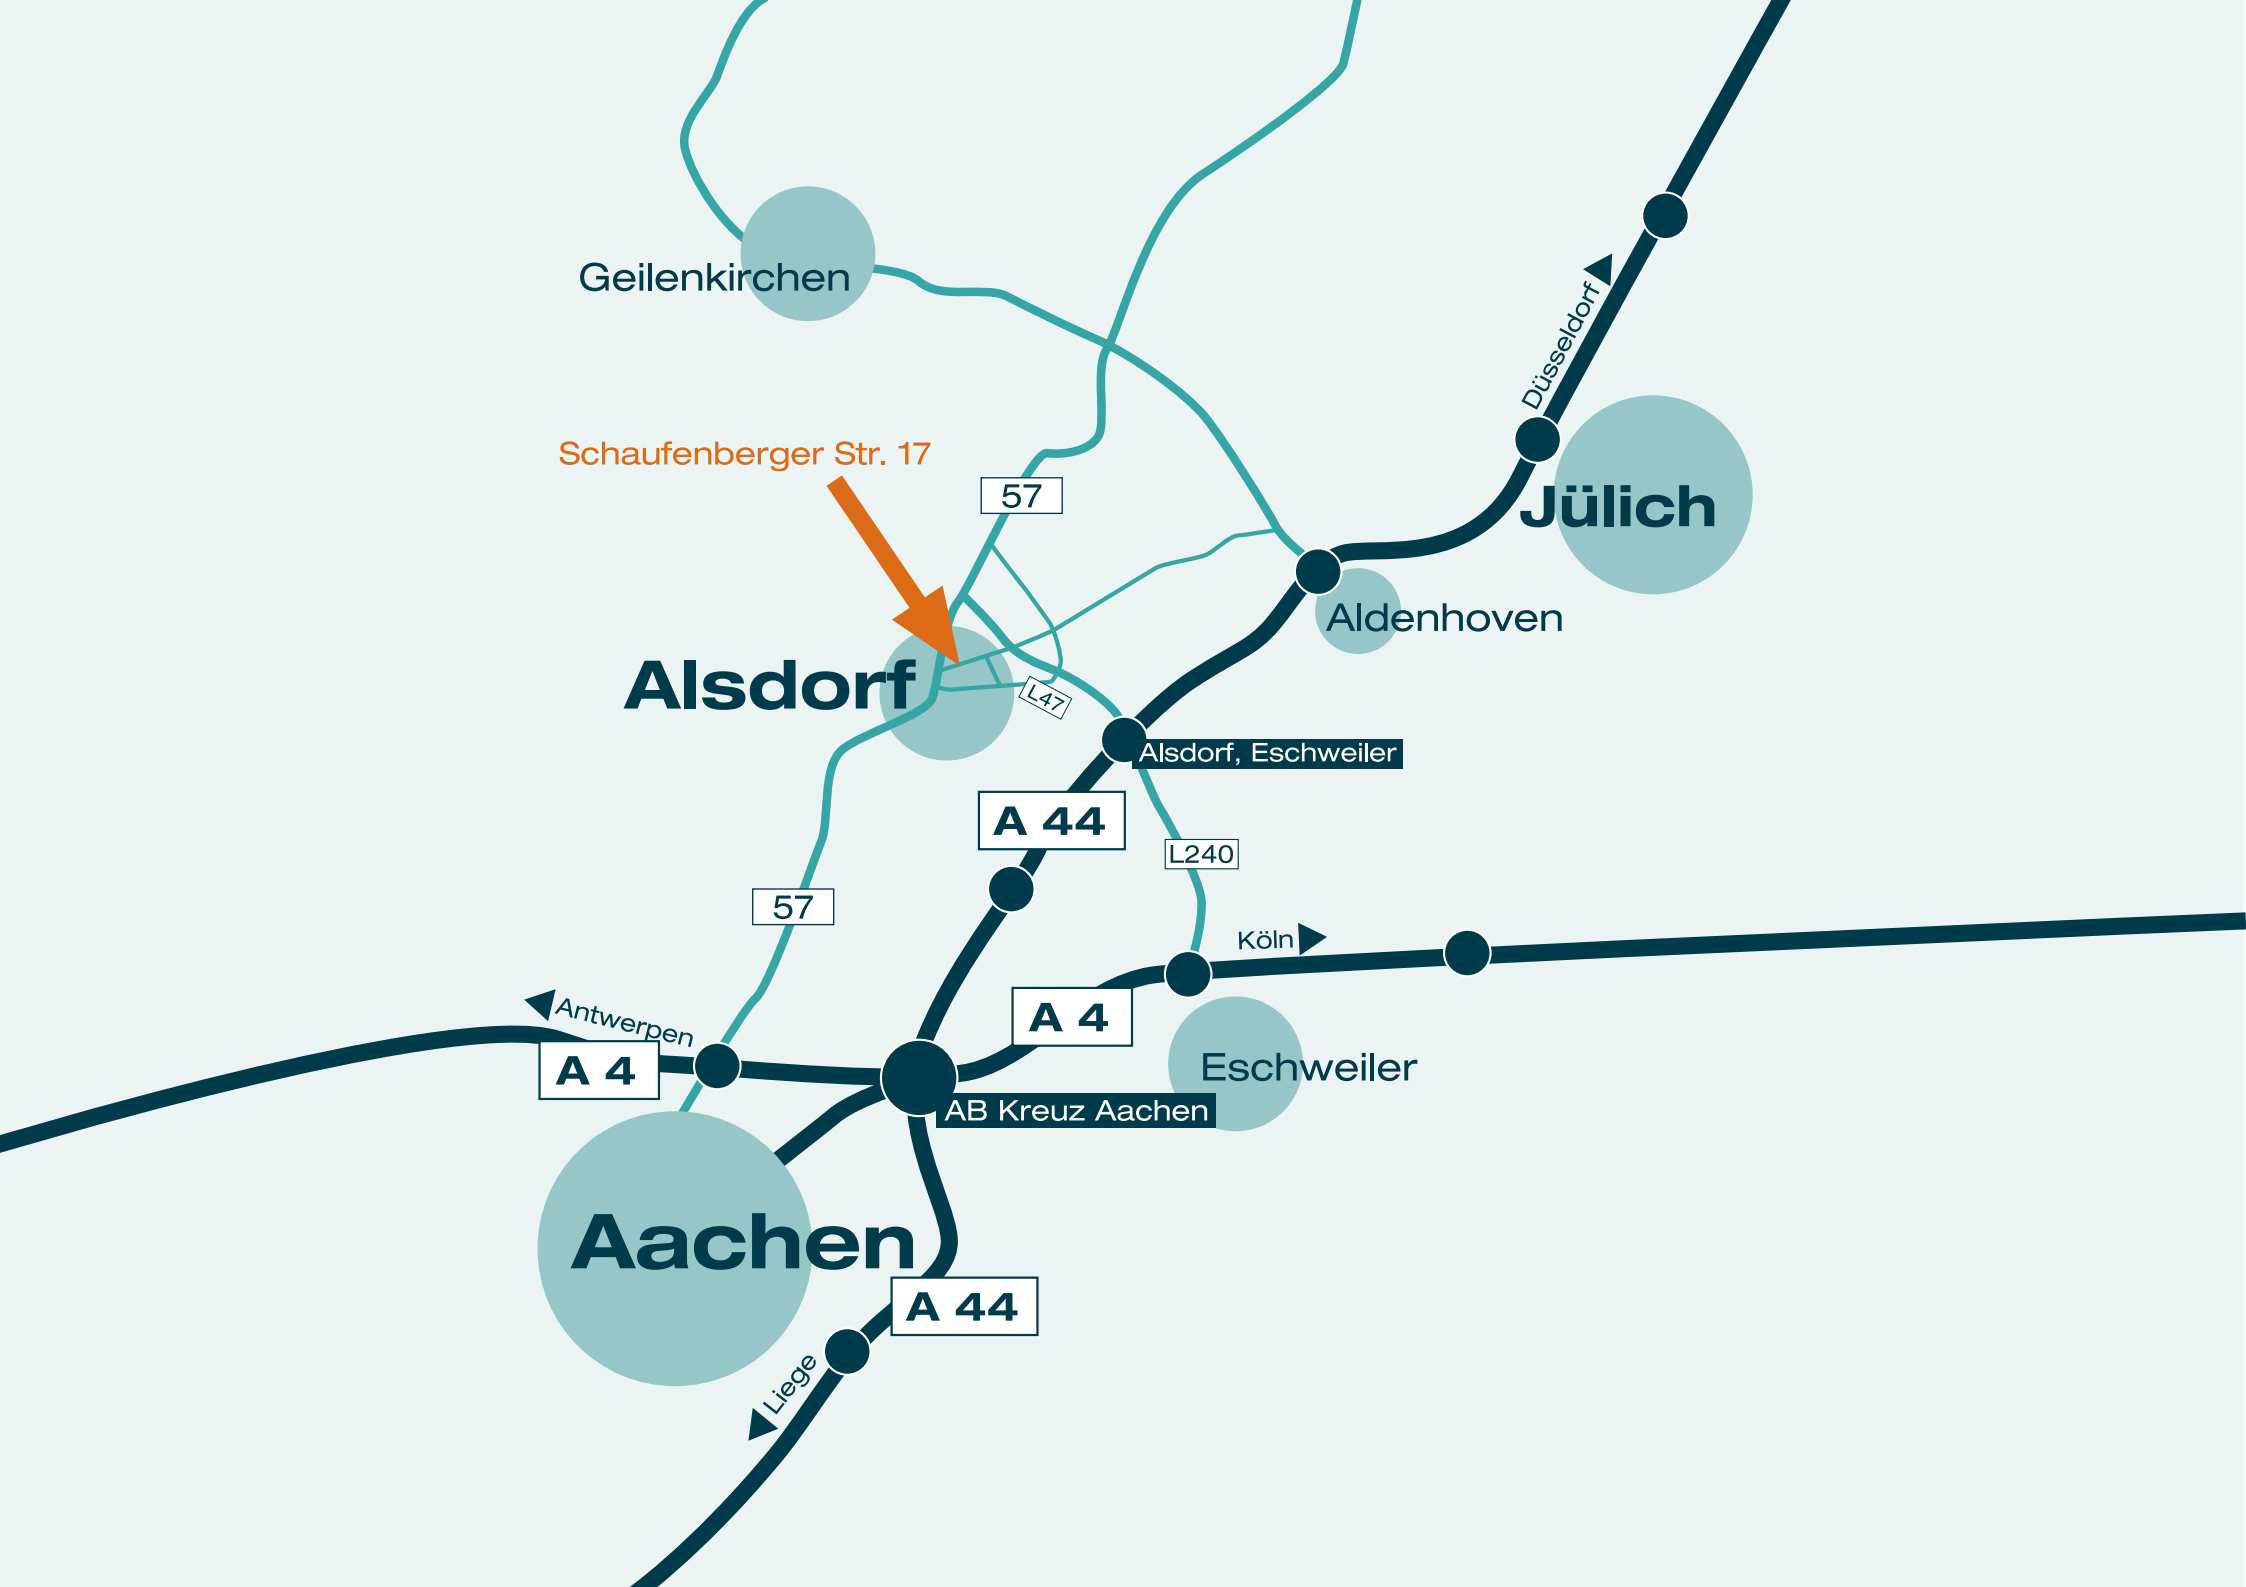 Geilenkirchen
Düsseldorf
Schaufenberger Str. 17
57
Jülich
Aldenhoven
Alsdorf
L47
Alsdorf, Eschweiler
A 44
L240
57
Köln
Antwerpen
A 4
A 4
Eschweiler
AB Kreuz Aachen
Aachen
A 44
Liege